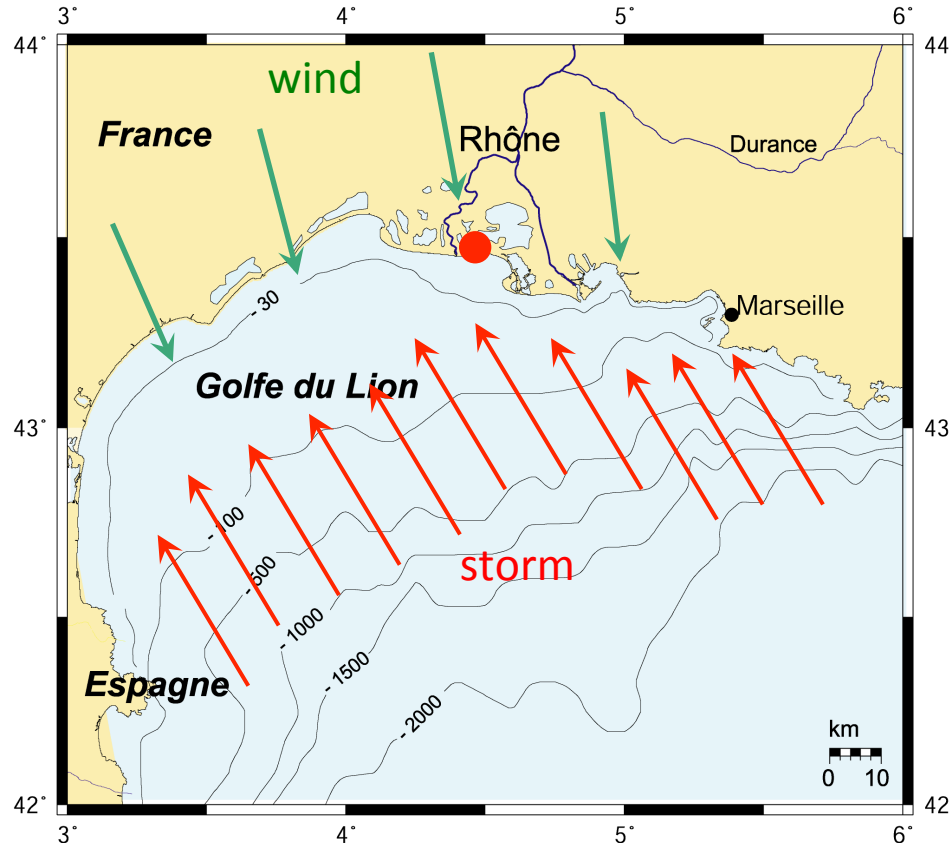 3° 4° 5° 6°
44° 44
wind
France
Rhône
Durance
- 30
Marseille
Golfe du Lion
43° 43
- 100
- 500
storm
- 1000
- 1500
Espagne
- 2000
km
0 10
42° 42
3° 4° 5° 6°